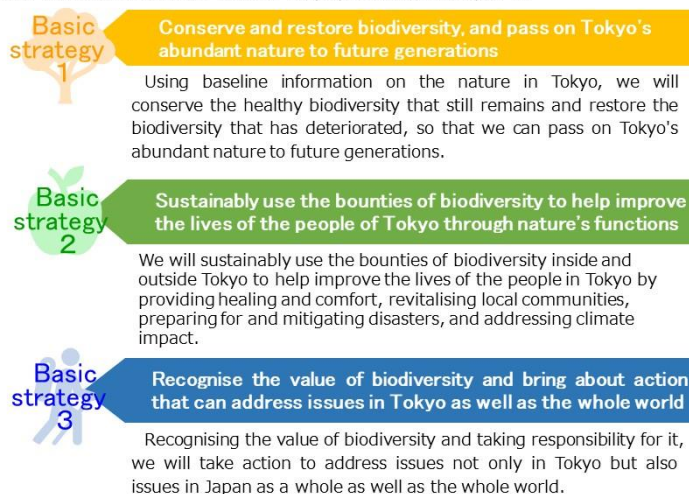 Basic
strategy
1
Conserve and restore biodiversity, and pass on Tokyo's
abundant nature to future generations
Using baseline information on the nature in Tokyo, we will
conserve the healthy biodiversity that still remains and restore the
biodiversity that has deteriorated, so that we can pass on Tokyo's
abundant nature to future generations.
Basic
strategy
2
Sustainably use the bounties of biodiversity to help improve
the lives of the people of Tokyo through nature's functions
We will sustainably use the bounties of biodiversity inside and
outside Tokyo to help improve the lives of the people in Tokyo by
providing healing and comfort, revitalising local communities,
preparing for and mitigating disasters, and addressing climate
impact.
Basic
strategy
3
Recognise the value of biodiversity and bring about action
that can address issues in Tokyo as well as the whole world
Recognising the value of biodiversity and taking responsibility for it,
we will take action to address issues not only in Tokyo but also
issues in Japan as a whole as well as the whole world.